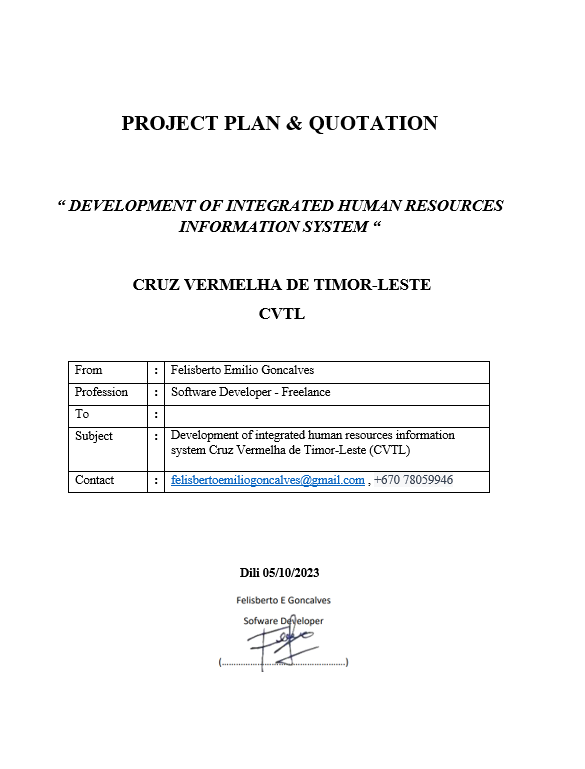 PROJECT PLAN & QUOTATION
“ DEVELOPMENT OF INTEGRATED HUMAN RESOURCES
INFORMATION SYSTEM “
CRUZ VERMELHA DE TIMOR-LESTE
CVTL
From : Felisberto Emilio Goncalves
Profession : Software Developer - Freelance
To :
Subject : Development of integrated human resources information
system Cruz Vermelha de Timor-Leste (CVTL)
Contact : felisbertoemiliogoncalves@gmail.com , +670 78059946
Dili 05/10/2023
Felisberto E Goncalves
Sofware Developer
(................................................)